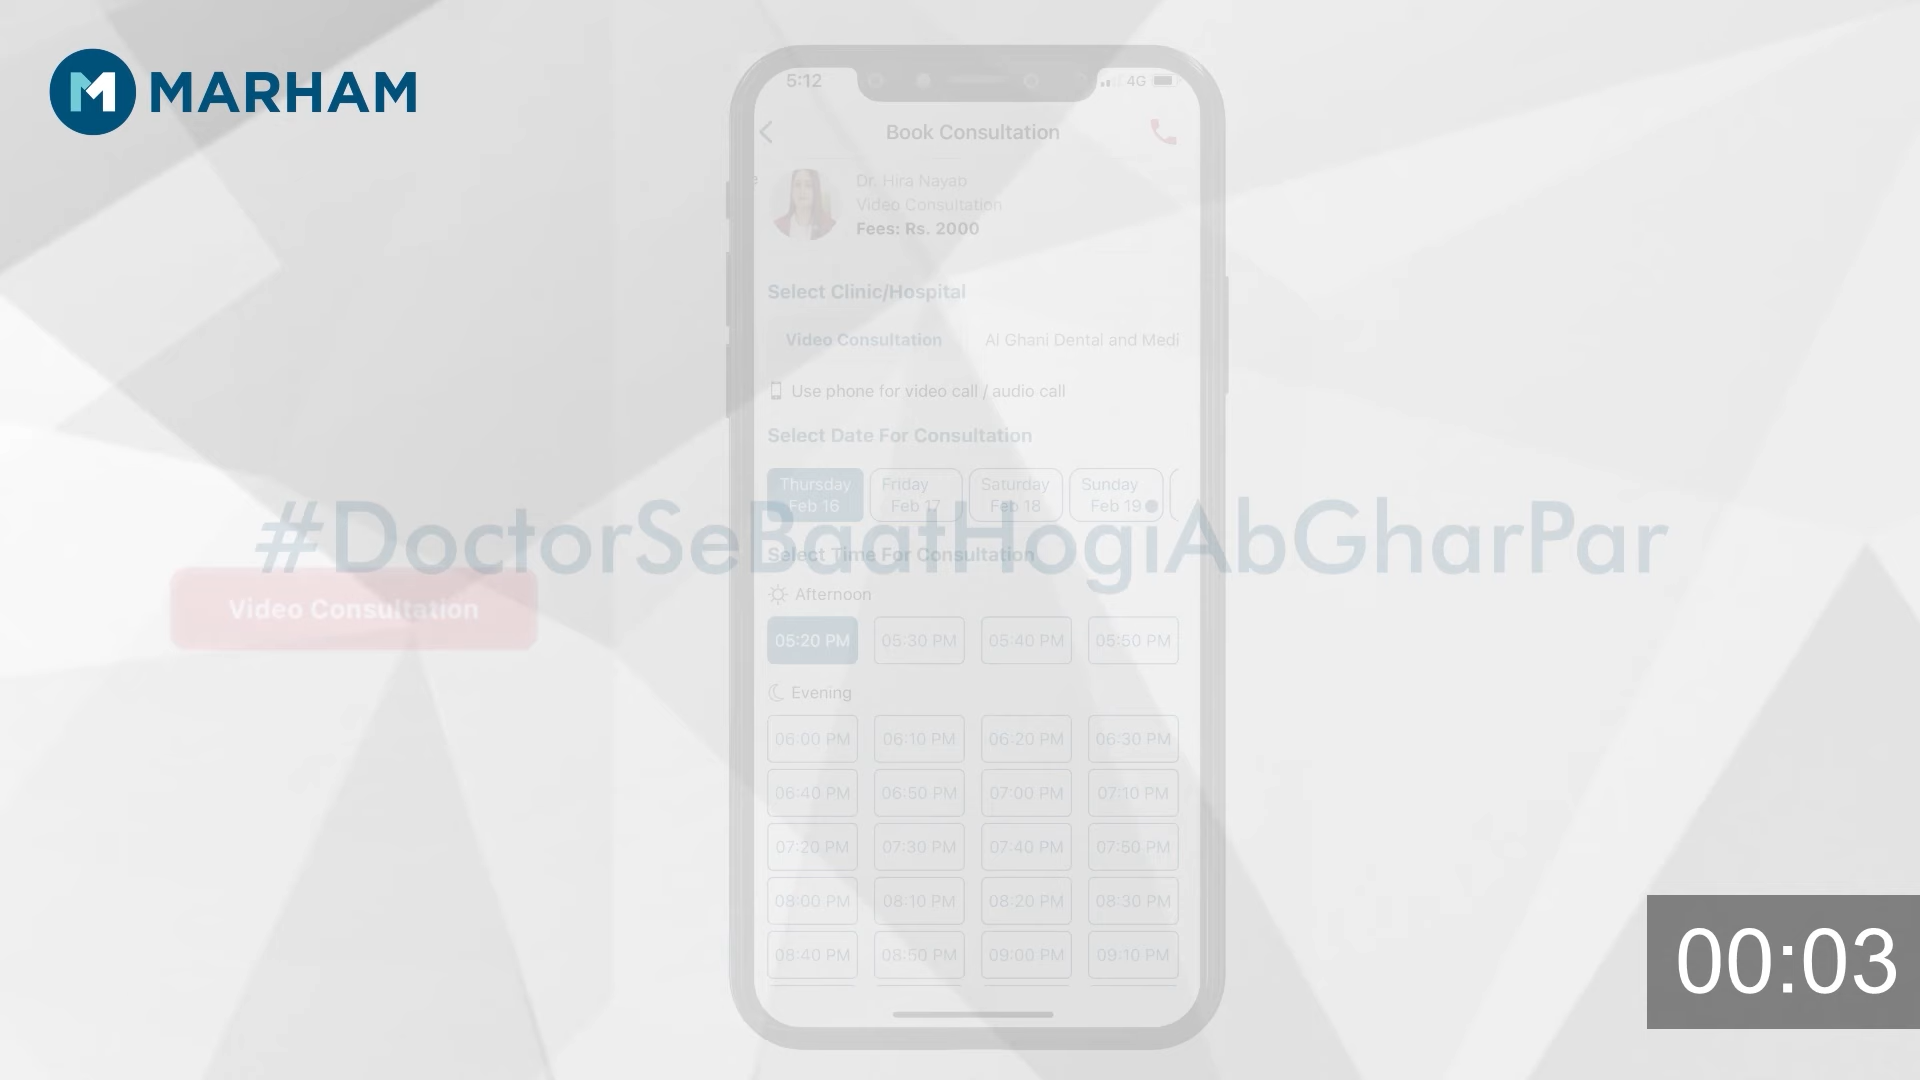 MARHAM
5:12
4G
Book Consultation
Dr. Hira Nayab
Video Consultation
Fees: Rs. 2000
Select Clinic/Hospital
Video Consultation
Al Ghani Dental and Medi
Use phone for video call / audio call
Select Date For Consultation
Thursday Friday Saturday Sunday
Feb 16 Feb 17 Feb 18 Feb 19
#DoctorSeBaatHogiAbGharPar
Select Time For Consultation
Video Consultation
Afternoon
05:20 PM 05:30 PM 05:40 PM 05:50 PM
Evening
06:00 PM 06:10 PM 06:20 PM 06:30 PM
06:40 PM 06:50 PM 07:00 PM 07:10 PM
07:20 PM 07:30 PM 07:40 PM 07:50 PM
08:00 PM 08:10 PM 08:20 PM 08:30 PM
08:40 PM 08:50 PM 09:00 PM 09:10 PM
00:03